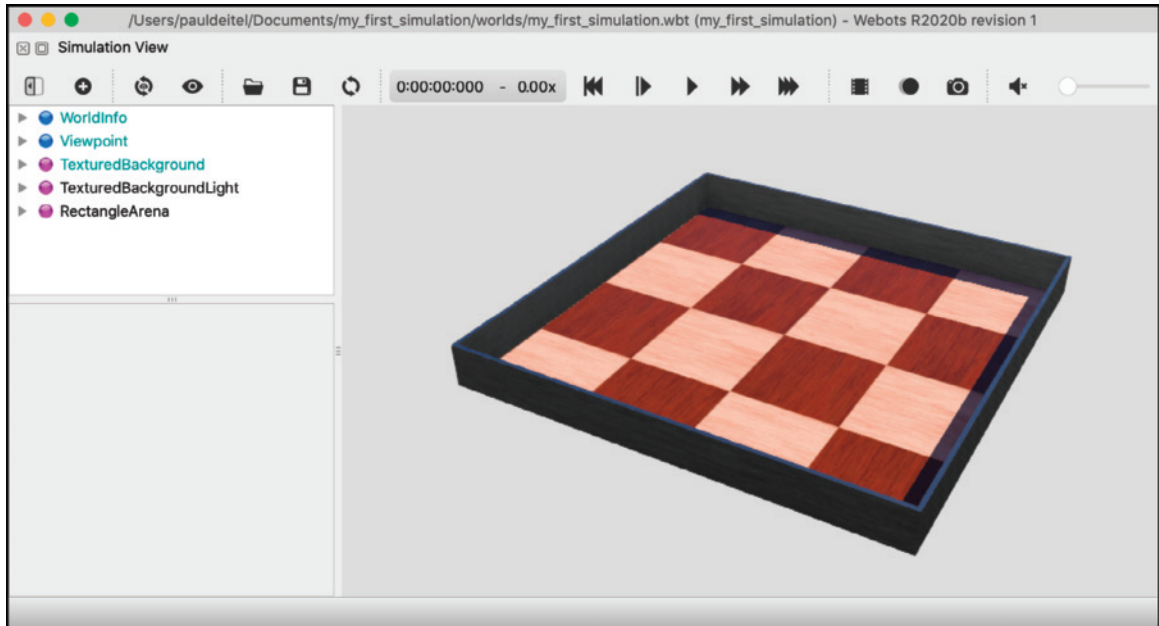 /Users/pauldeitel/Documents/my_first_simulation/worlds/my_first_simulation.wbt (my_first_simulation) - Webots R2020b revision 1
Simulation View
0:00:00:000 - 0.00x
WorldInfo
Viewpoint
TexturedBackground
TexturedBackgroundLight
RectangleArena